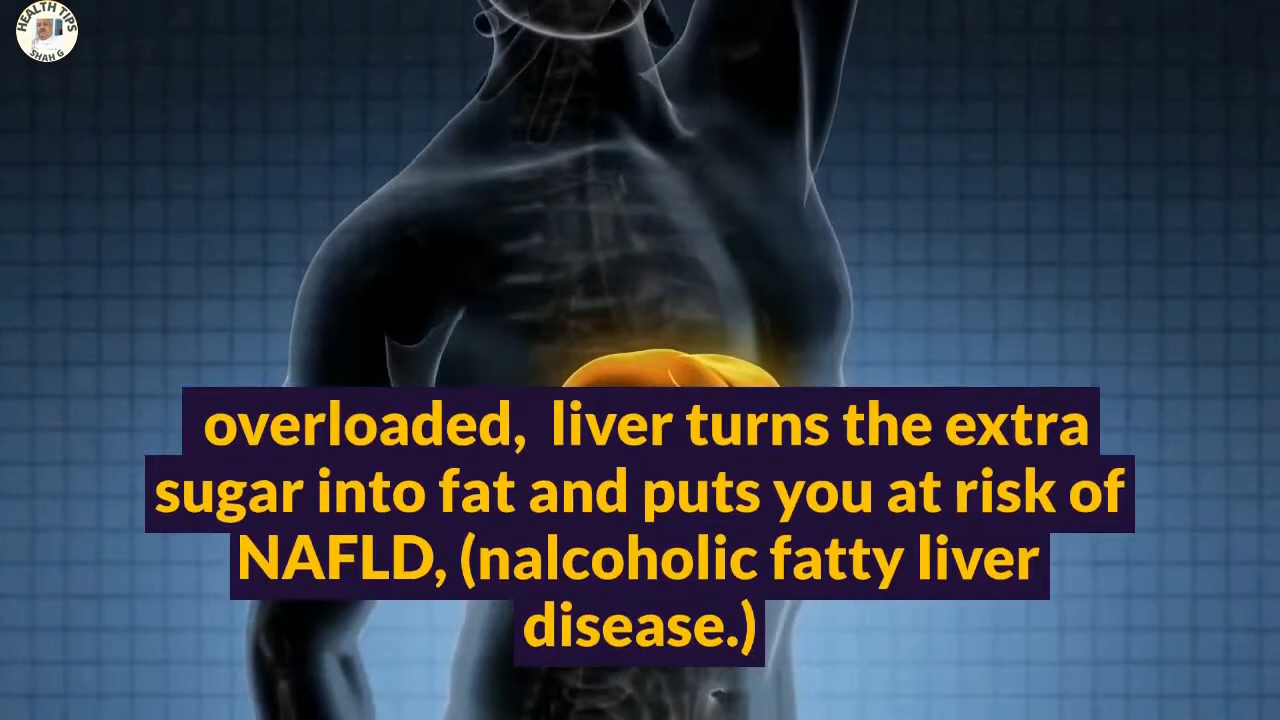 HEALTH TIPS
SHAH G
overloaded,  liver turns the extra
sugar into fat and puts you at risk of
NAFLD, (nalcoholic fatty liver
disease.)